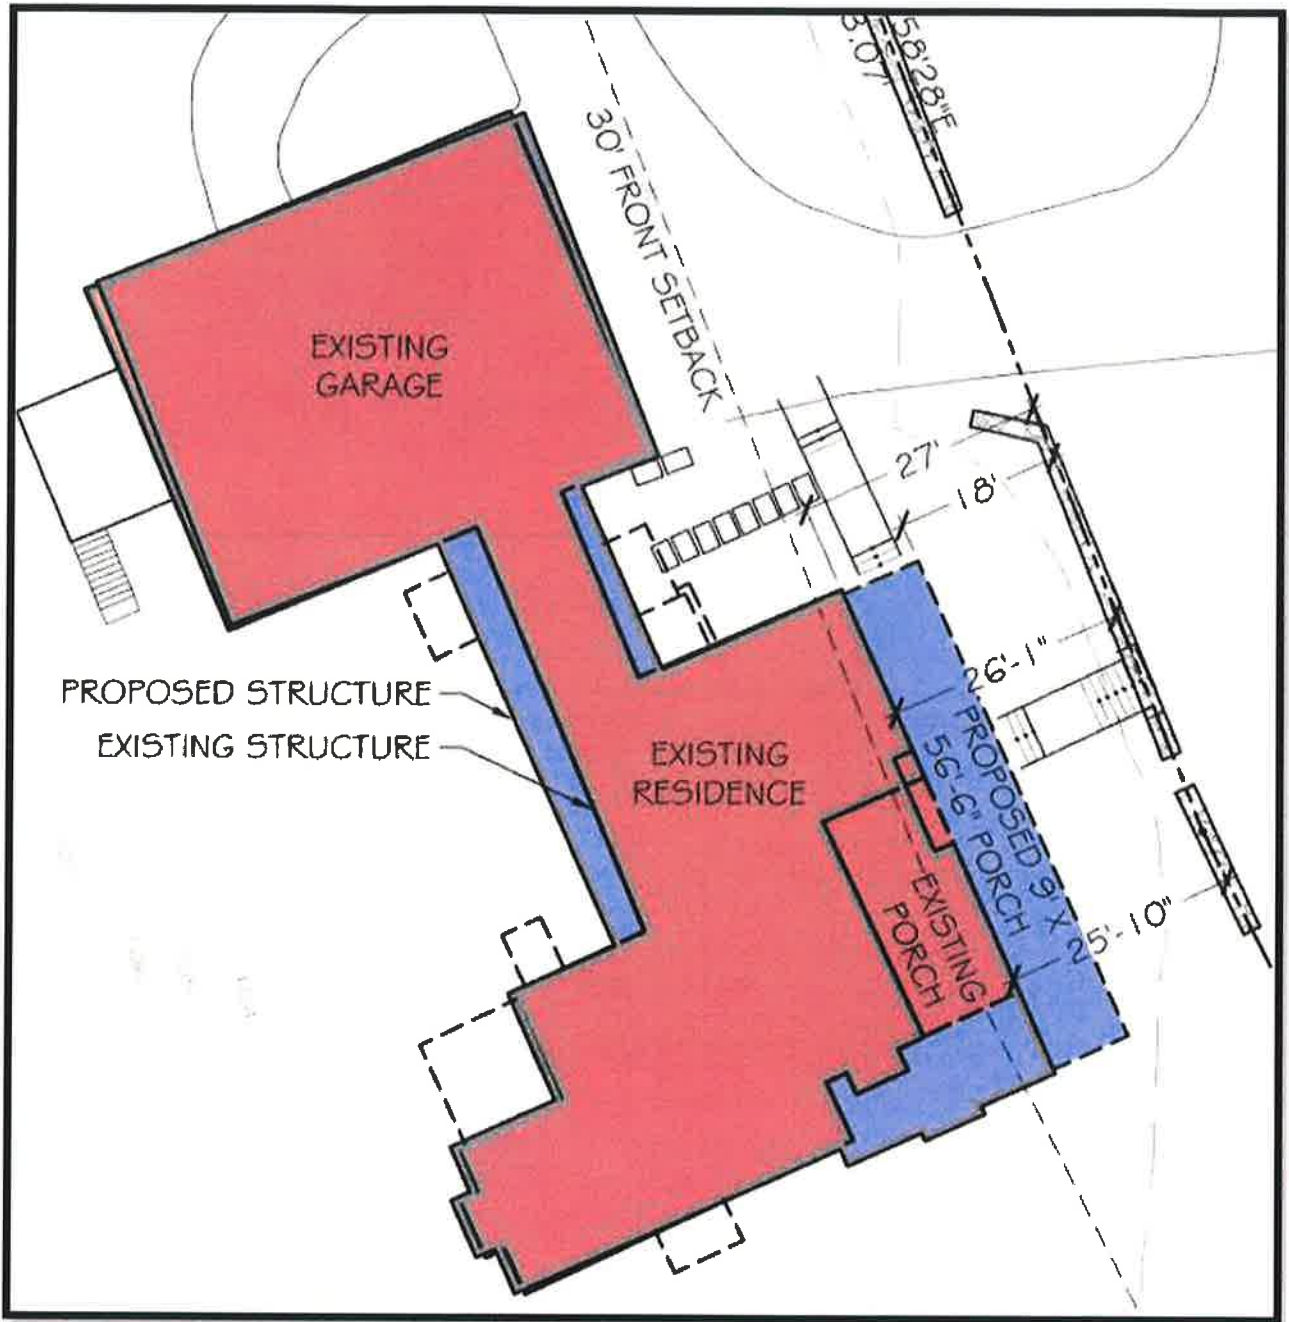 58'28"E
3.07'
30' FRONT SETBACK
EXISTING
GARAGE
27'
18'
PROPOSED STRUCTURE
EXISTING STRUCTURE
26'-1"
EXISTING
RESIDENCE
PROPOSED 9' X
56'-6" PORCH
EXISTING
PORCH
25'-10"